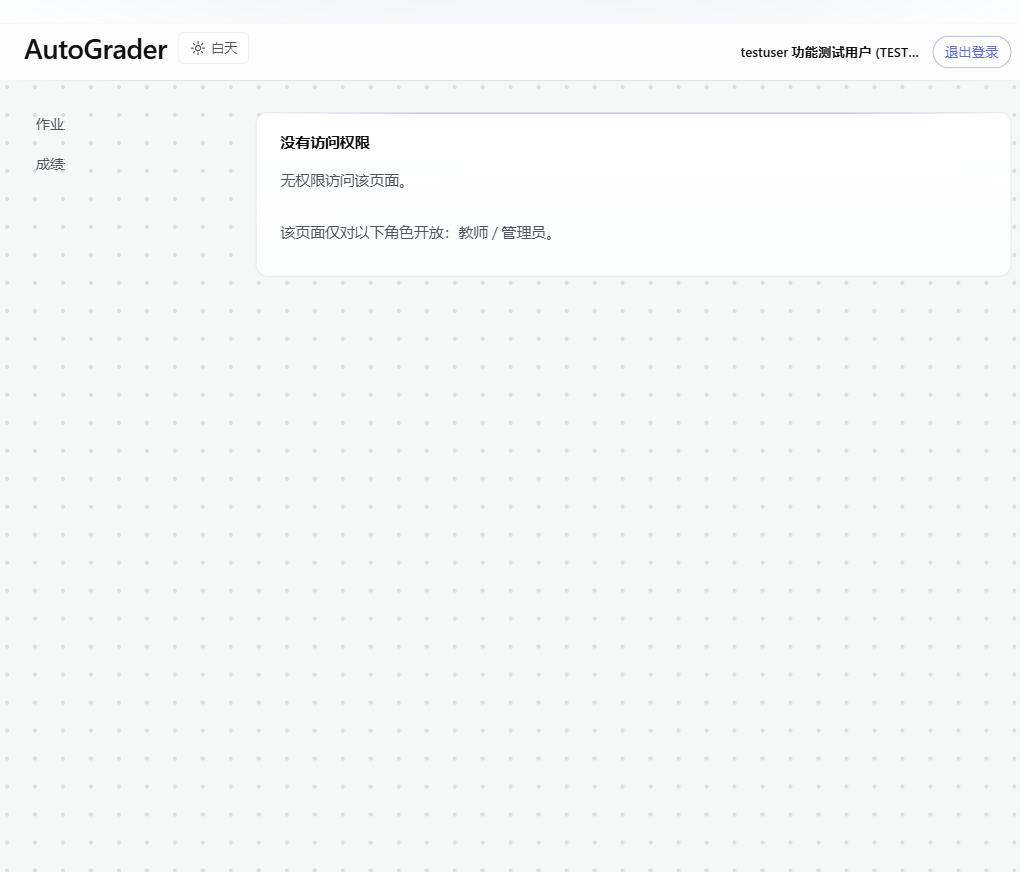 AutoGrader
白天
testuser 功能测试用户 (TEST...
退出登录
作业
成绩
没有访问权限
无权限访问该页面。
该页面仅对以下角色开放：教师 / 管理员。